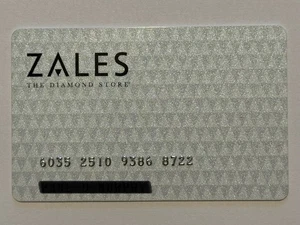 ZALES
THE DIAMOND STORE®
6035 2510 9386 8722